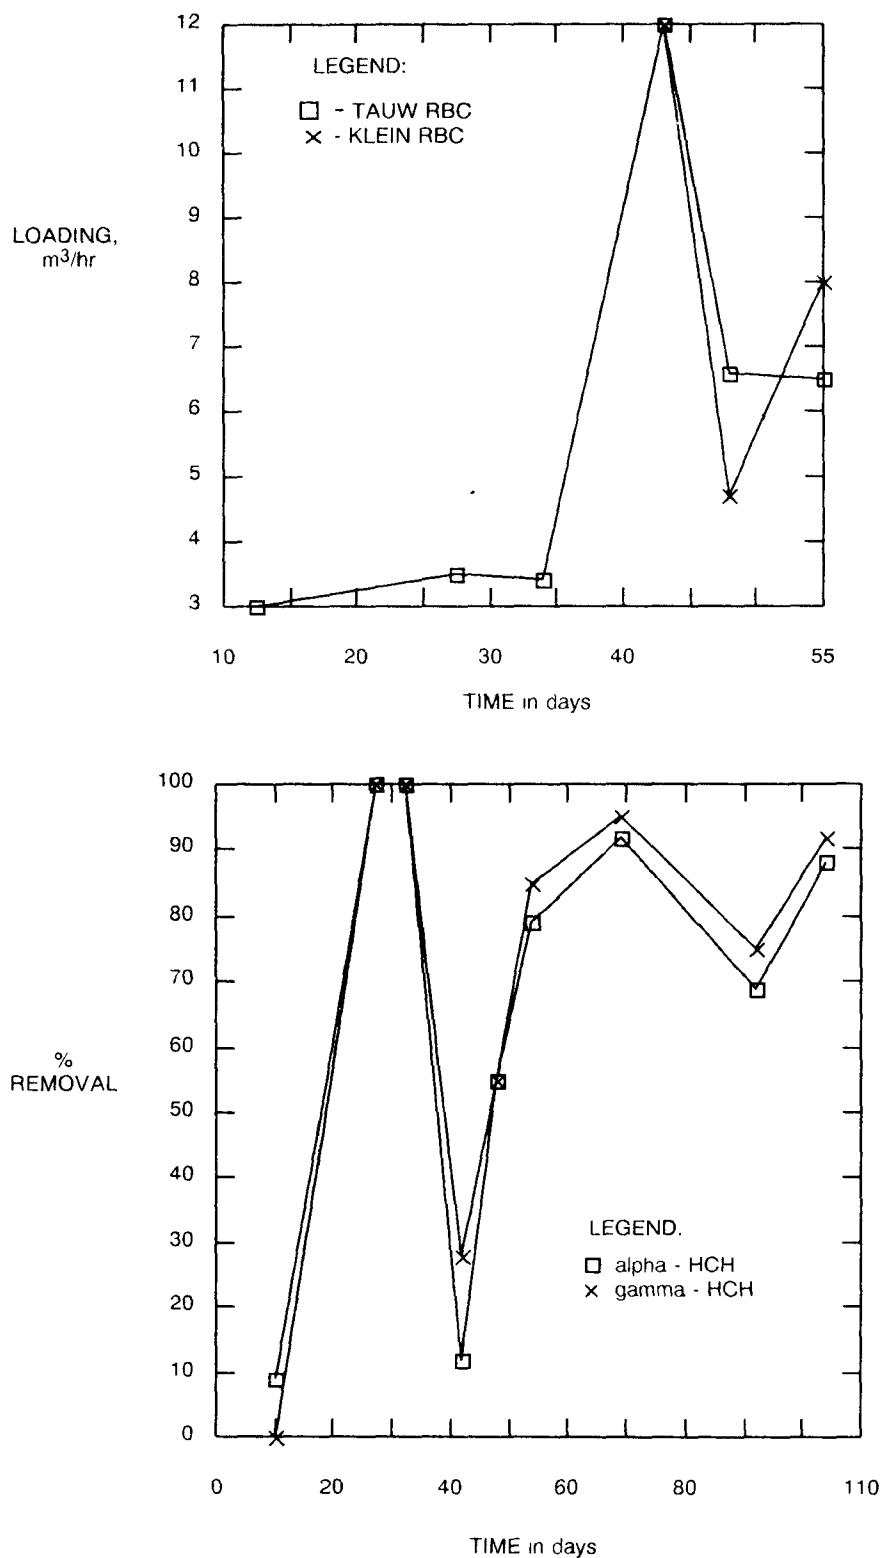 12
LEGEND:
□ - TAUW RBC
× - KLEIN RBC
11
10
9
LOADING,
m³/hr
8
7
6
5
4
3
10 20 30 40 55
TIME in days
100
90
80
70
60
%
REMOVAL
50
40
30
LEGEND.
□ alpha - HCH
× gamma - HCH
20
10
0
0 20 40 60 80 110
TIME in days